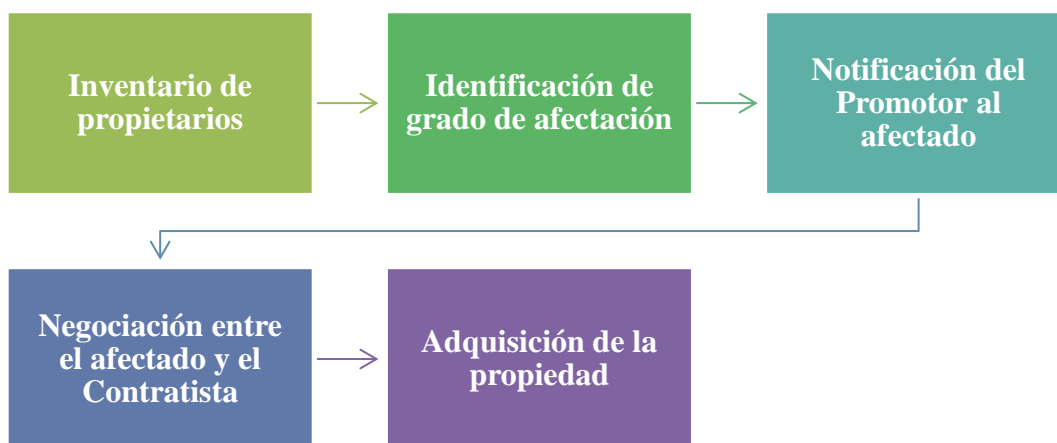 Inventario de
propietarios
Identificación de
grado de afectación
Notificación del
Promotor al
afectado
Negociación entre
el afectado y el
Contratista
Adquisición de la
propiedad